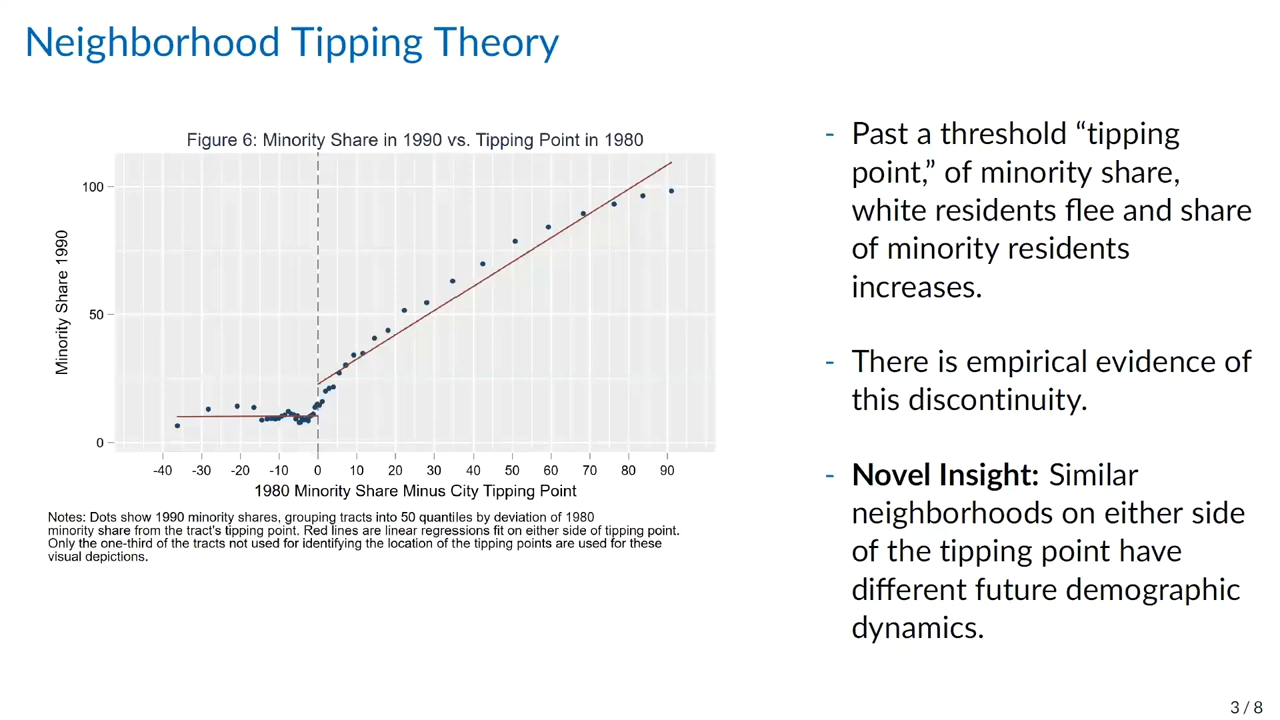 Neighborhood Tipping Theory
Figure 6: Minority Share in 1990 vs. Tipping Point in 1980
Minority Share 1990
100
50
0
-40 -30 -20 -10 0 10 20 30 40 50 60 70 80 90
1980 Minority Share Minus City Tipping Point
Notes: Dots show 1990 minority shares, grouping tracts into 50 quantiles by deviation of 1980
minority share from the tract's tipping point. Red lines are linear regressions fit on either side of tipping point.
Only the one-third of the tracts not used for identifying the location of the tipping points are used for these
visual depictions.
- Past a threshold “tipping
point,” of minority share,
white residents flee and share
of minority residents
increases.
- There is empirical evidence of
this discontinuity.
- Novel Insight: Similar
neighborhoods on either side
of the tipping point have
different future demographic
dynamics.
3 / 8